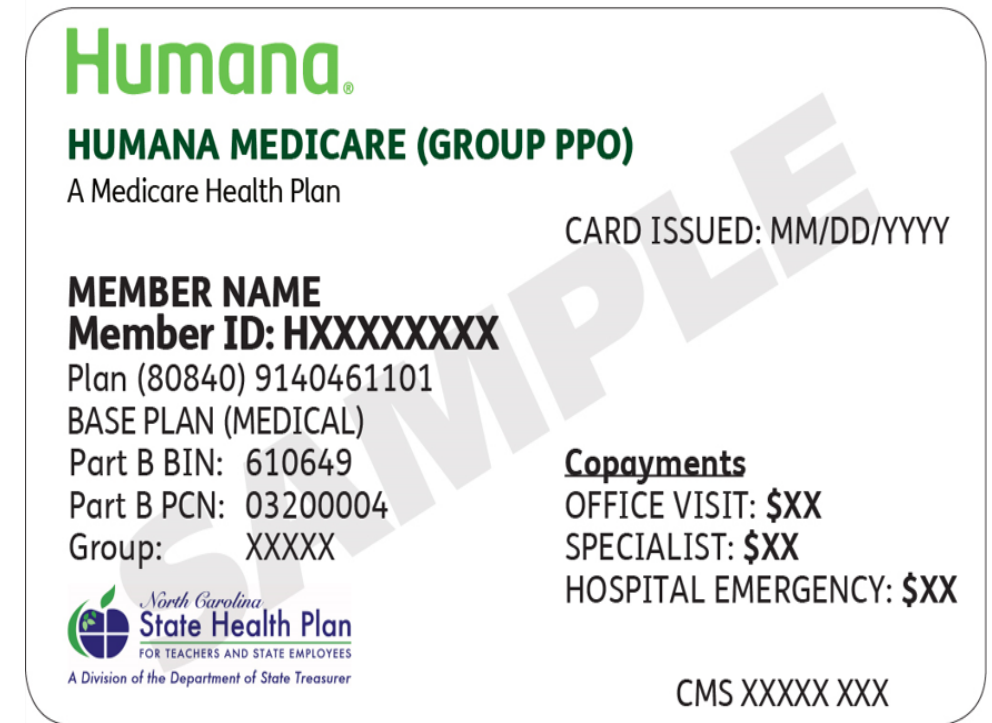 Humana®
HUMANA MEDICARE (GROUP PPO)
A Medicare Health Plan
CARD ISSUED: MM/DD/YYYY
MEMBER NAME
Member ID: HXXXXXXXX
Plan (80840) 9140461101
BASE PLAN (MEDICAL)
Part B BIN: 610649
Part B PCN: 03200004
Group: XXXXX
Copayments
OFFICE VISIT: $XX
SPECIALIST: $XX
HOSPITAL EMERGENCY: $XX
North Carolina
State Health Plan
FOR TEACHERS AND STATE EMPLOYEES
A Division of the Department of State Treasurer
CMS XXXXX XXX
SAMPLE